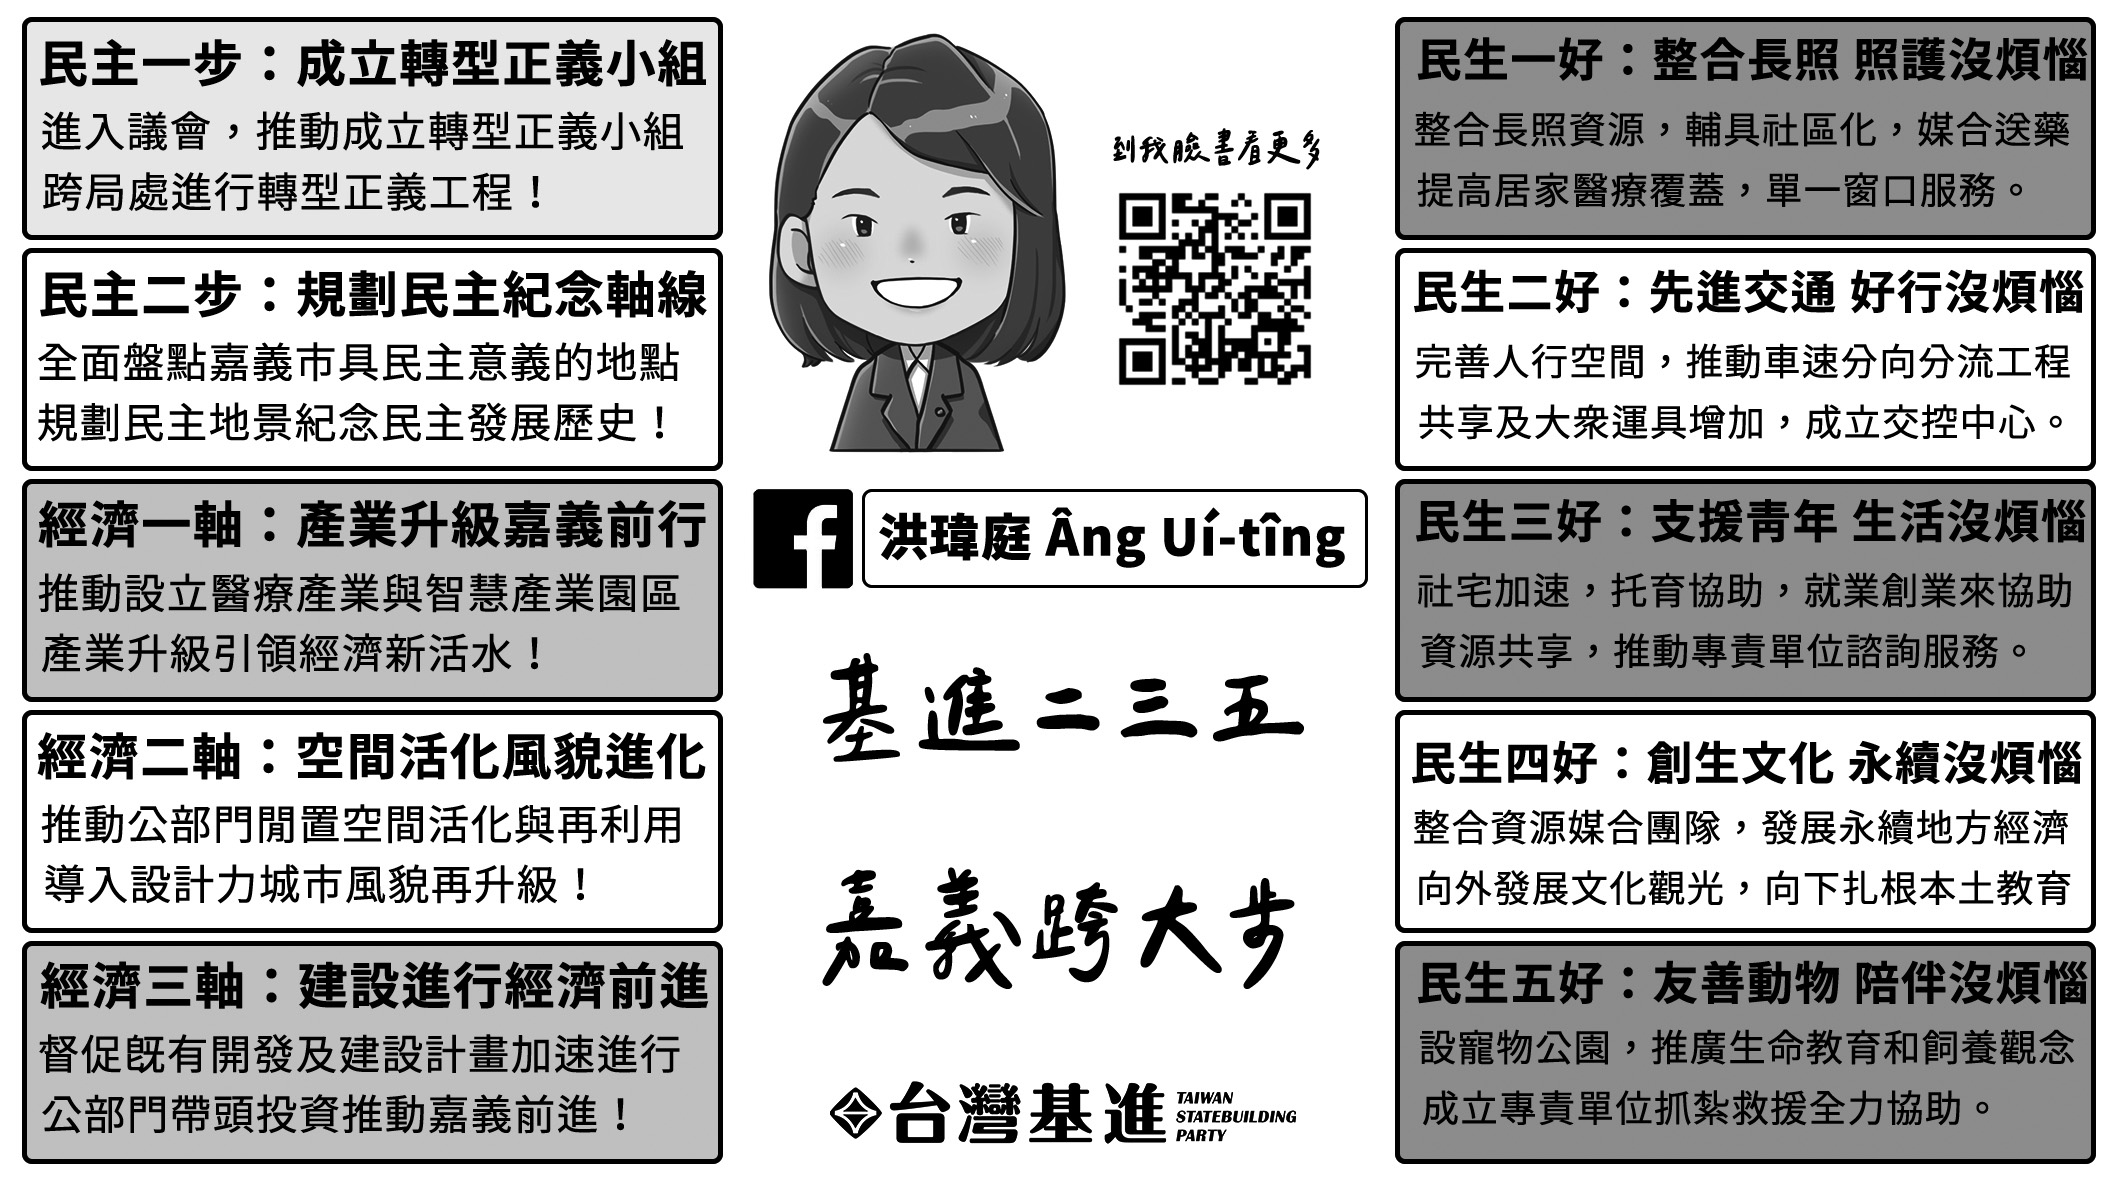 民主一步：成立轉型正義小組
進入議會，推動成立轉型正義小組
跨局處進行轉型正義工程！
民主二步：規劃民主紀念軸線
全面盤點嘉義市具民主意義的地點
規劃民主地景紀念民主發展歷史！
經濟一軸：產業升級嘉義前行
推動設立醫療產業與智慧產業園區
產業升級引領經濟新活水！
經濟二軸：空間活化風貌進化
推動公部門閒置空間活化與再利用
導入設計力城市風貌再升級！
經濟三軸：建設進行經濟前進
督促既有開發及建設計畫加速進行
公部門帶頭投資推動嘉義前進！
到我臉書看更多
洪瑋庭 Âng Uí-tîng
基進二三五
嘉義跨大步
台灣基進
TAIWAN
STATEBUILDING
PARTY
民生一好：整合長照 照護沒煩惱
整合長照資源，輔具社區化，媒合送藥
提高居家醫療覆蓋，單一窗口服務。
民生二好：先進交通 好行沒煩惱
完善人行空間，推動車速分向分流工程
共享及大眾運具增加，成立交控中心。
民生三好：支援青年 生活沒煩惱
社宅加速，托育協助，就業創業來協助
資源共享，推動專責單位諮詢服務。
民生四好：創生文化 永續沒煩惱
整合資源媒合團隊，發展永續地方經濟
向外發展文化觀光，向下扎根本土教育
民生五好：友善動物 陪伴沒煩惱
設寵物公園，推廣生命教育和飼養觀念
成立專責單位抓紮救援全力協助。